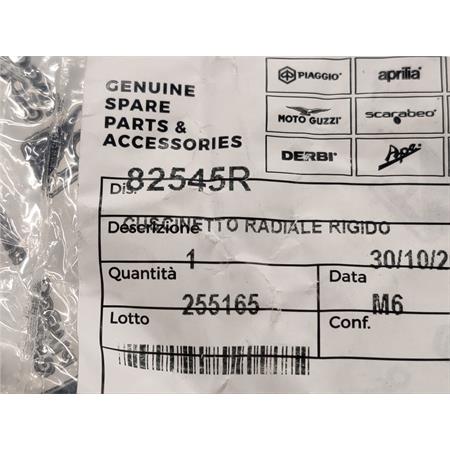 GENUINE
SPARE
PARTS &
ACCESSORIES
PIAGGIO
aprilia
MOTO GUZZI
scarabeo
DERBI
Ape
Dis. 82545R
Descrizione CUSCINETTO RADIALE RIGIDO
Quantità 1
Data 30/10/2
Lotto 255165
Conf. M6